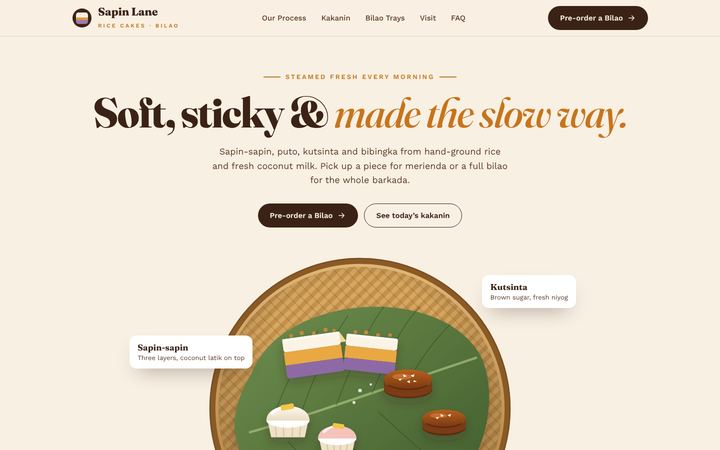 Sapin Lane
RICE CAKES · BILAO
Our Process
Kakanin
Bilao Trays
Visit
FAQ
Pre-order a Bilao →
STEAMED FRESH EVERY MORNING
Soft, sticky & made the slow way.
Sapin-sapin, puto, kutsinta and bibingka from hand-ground rice
and fresh coconut milk. Pick up a piece for merienda or a full bilao
for the whole barkada.
Pre-order a Bilao →
See today’s kakanin
Kutsinta
Brown sugar, fresh niyog
Sapin-sapin
Three layers, coconut latik on top